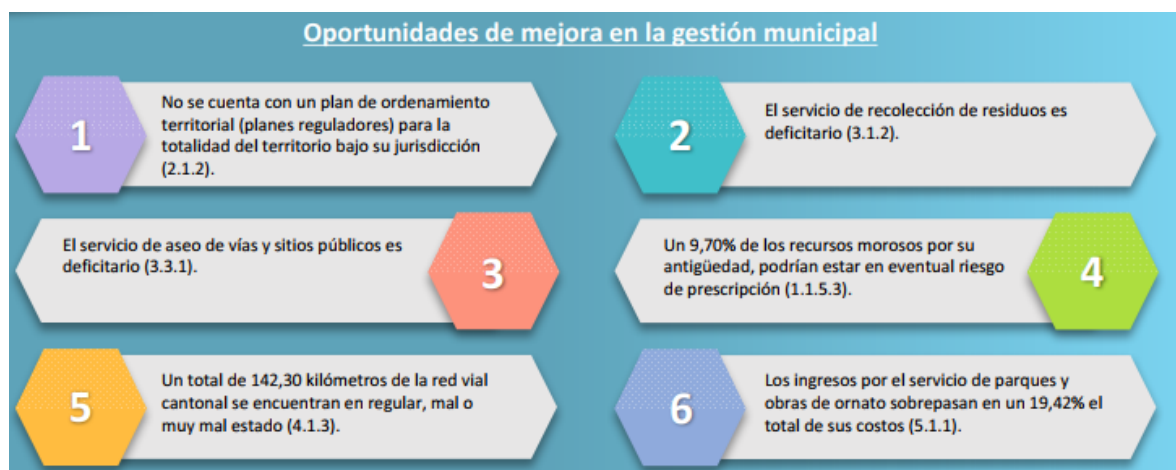 Oportunidades de mejora en la gestión municipal
1
No se cuenta con un plan de ordenamiento
territorial (planes reguladores) para la
totalidad del territorio bajo su jurisdicción
(2.1.2).
2
El servicio de recolección de residuos es
deficitario (3.1.2).
El servicio de aseo de vías y sitios públicos es
deficitario (3.3.1).
3
Un 9,70% de los recursos morosos por su
antigüedad, podrían estar en eventual riesgo
de prescripción (1.1.5.3).
4
5
Un total de 142,30 kilómetros de la red vial
cantonal se encuentran en regular, mal o
muy mal estado (4.1.3).
6
Los ingresos por el servicio de parques y
obras de ornato sobrepasan en un 19,42% el
total de sus costos (5.1.1).